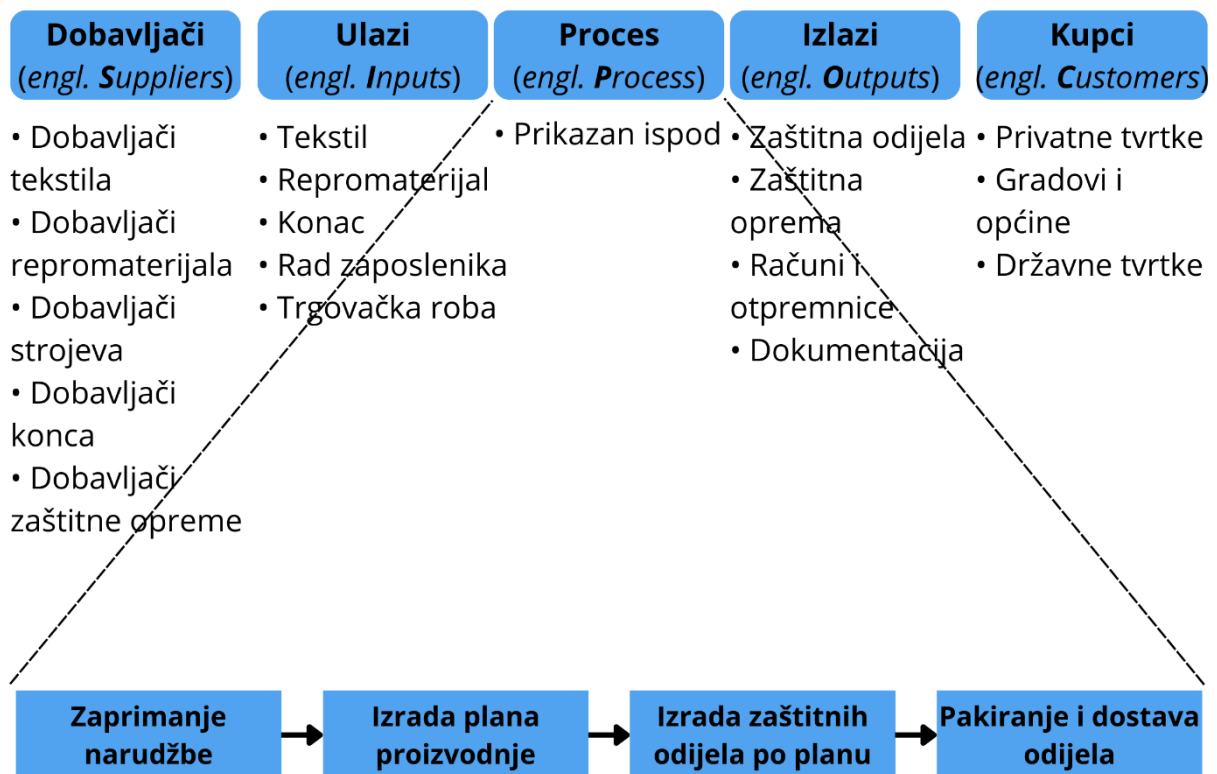 Dobavljači
(engl. Suppliers)
Ulazi
(engl. Inputs)
Proces
(engl. Process)
Izlazi
(engl. Outputs)
Kupci
(engl. Customers)
• Dobavljači
tekstila
• Dobavljači
repromaterijala
• Dobavljači
strojeva
• Dobavljači
konca
• Dobavljači
zaštitne opreme
• Tekstil
• Repromaterijal
• Konac
• Rad zaposlenika
• Trgovačka roba
• Prikazan ispod
• Zaštitna odijela
• Zaštitna
oprema
• Računi i
otpremnice
• Dokumentacija
• Privatne tvrtke
• Gradovi i
općine
• Državne tvrtke
Zaprimanje
narudžbe
Izrada plana
proizvodnje
Izrada zaštitnih
odijela po planu
Pakiranje i dostava
odijela